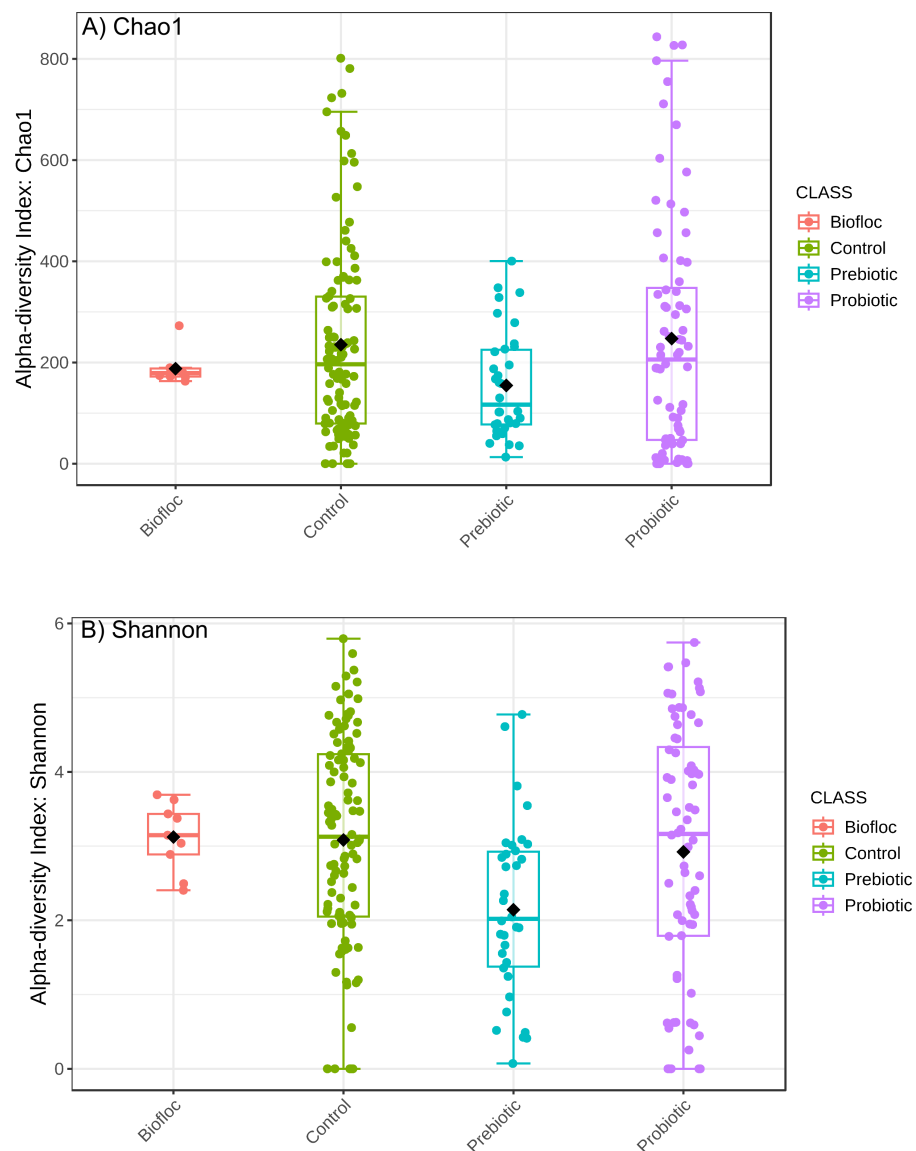 A) Chao1
Alpha-diversity Index: Chao1
800
600
400
200
0
Biofloc
Control
Prebiotic
Probiotic
CLASS
Biofloc
Control
Prebiotic
Probiotic
B) Shannon
Alpha-diversity Index: Shannon
6
4
2
0
Biofloc
Control
Prebiotic
Probiotic
CLASS
Biofloc
Control
Prebiotic
Probiotic